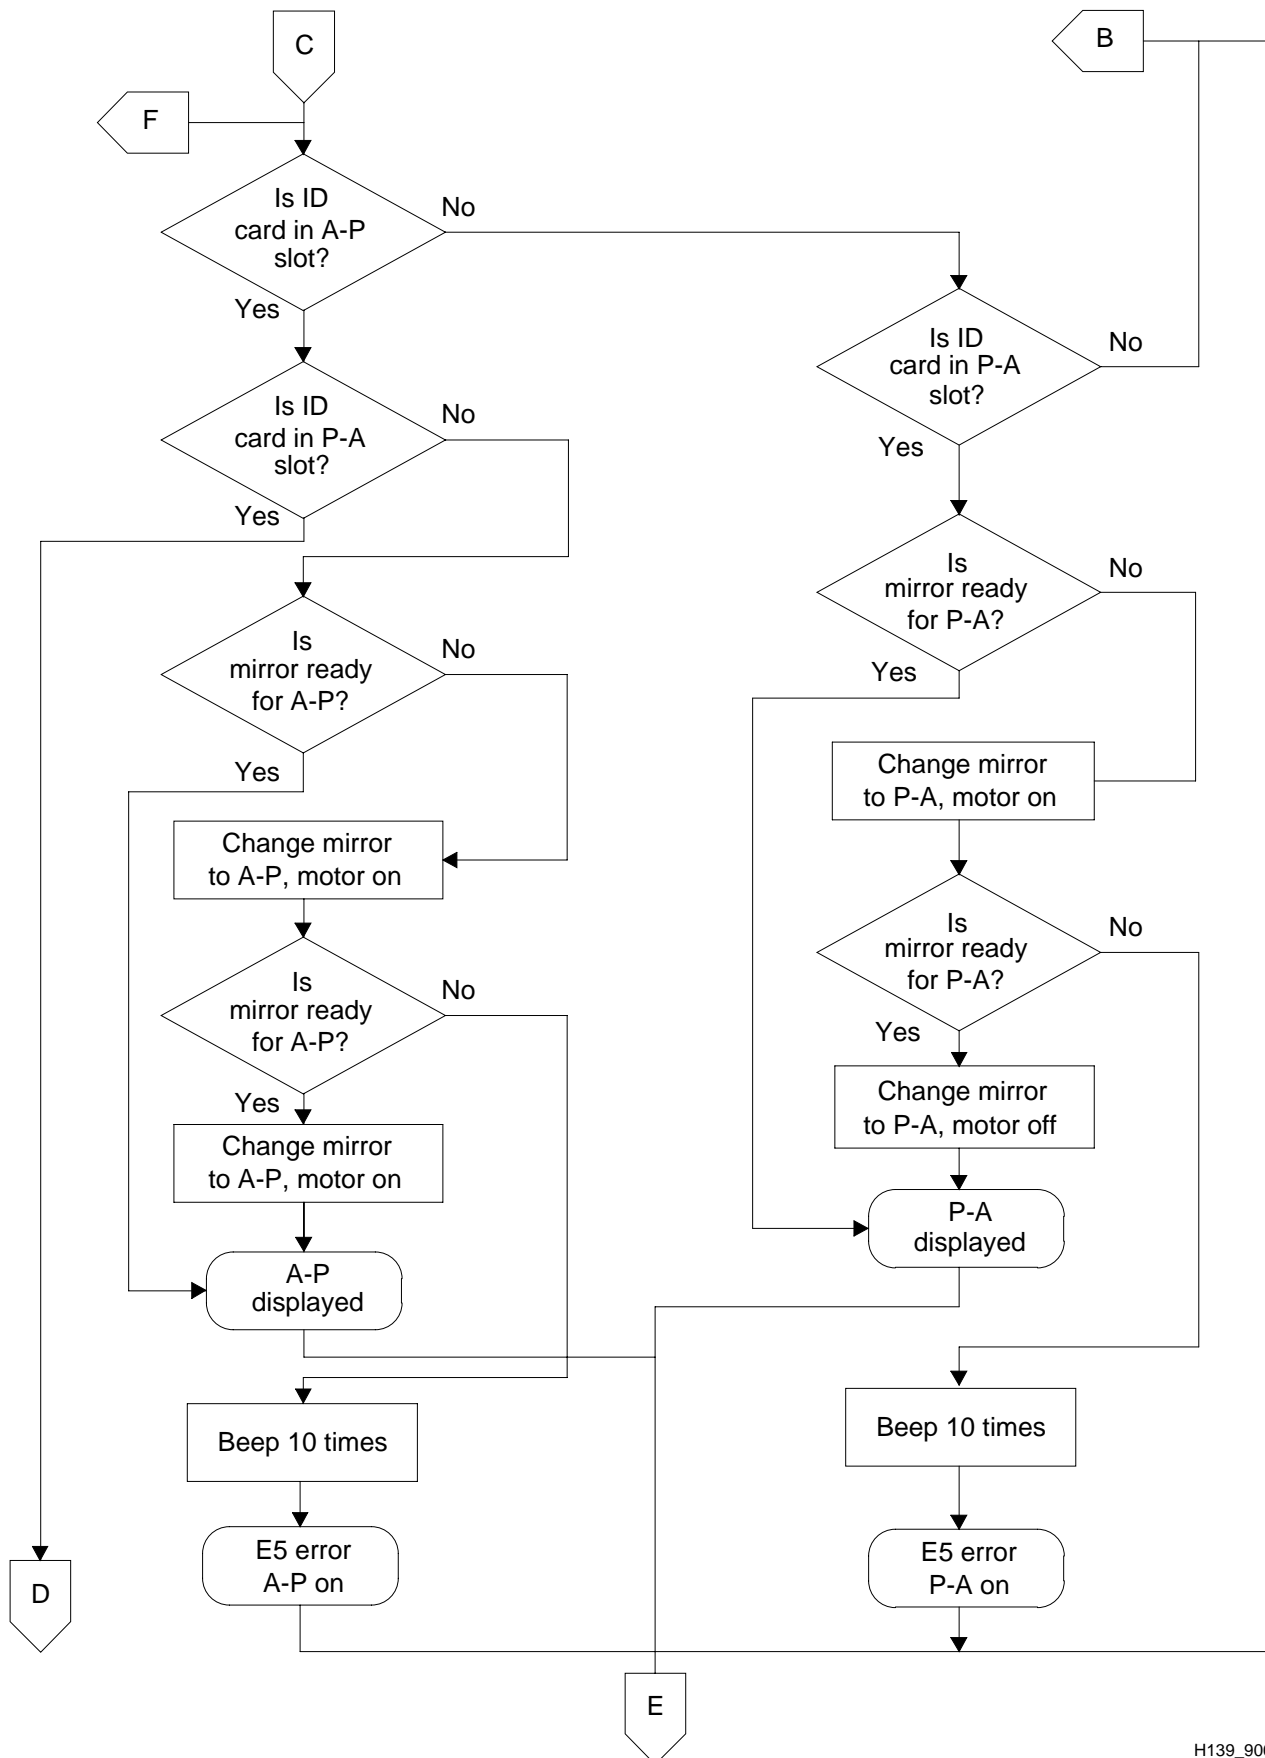 C
B
F
Is ID
card in A-P
slot?
No
Yes
Is ID
card in P-A
slot?
No
Yes
Is ID
card in P-A
slot?
No
Yes
Is
mirror ready
for P-A?
No
Yes
Is
mirror ready
for A-P?
No
Yes
Change mirror
to P-A, motor on
Change mirror
to A-P, motor on
Is
mirror ready
for P-A?
No
Yes
Is
mirror ready
for A-P?
No
Yes
Change mirror
to P-A, motor off
Change mirror
to A-P, motor on
P-A
displayed
A-P
displayed
Beep 10 times
Beep 10 times
E5 error
A-P on
E5 error
P-A on
D
E